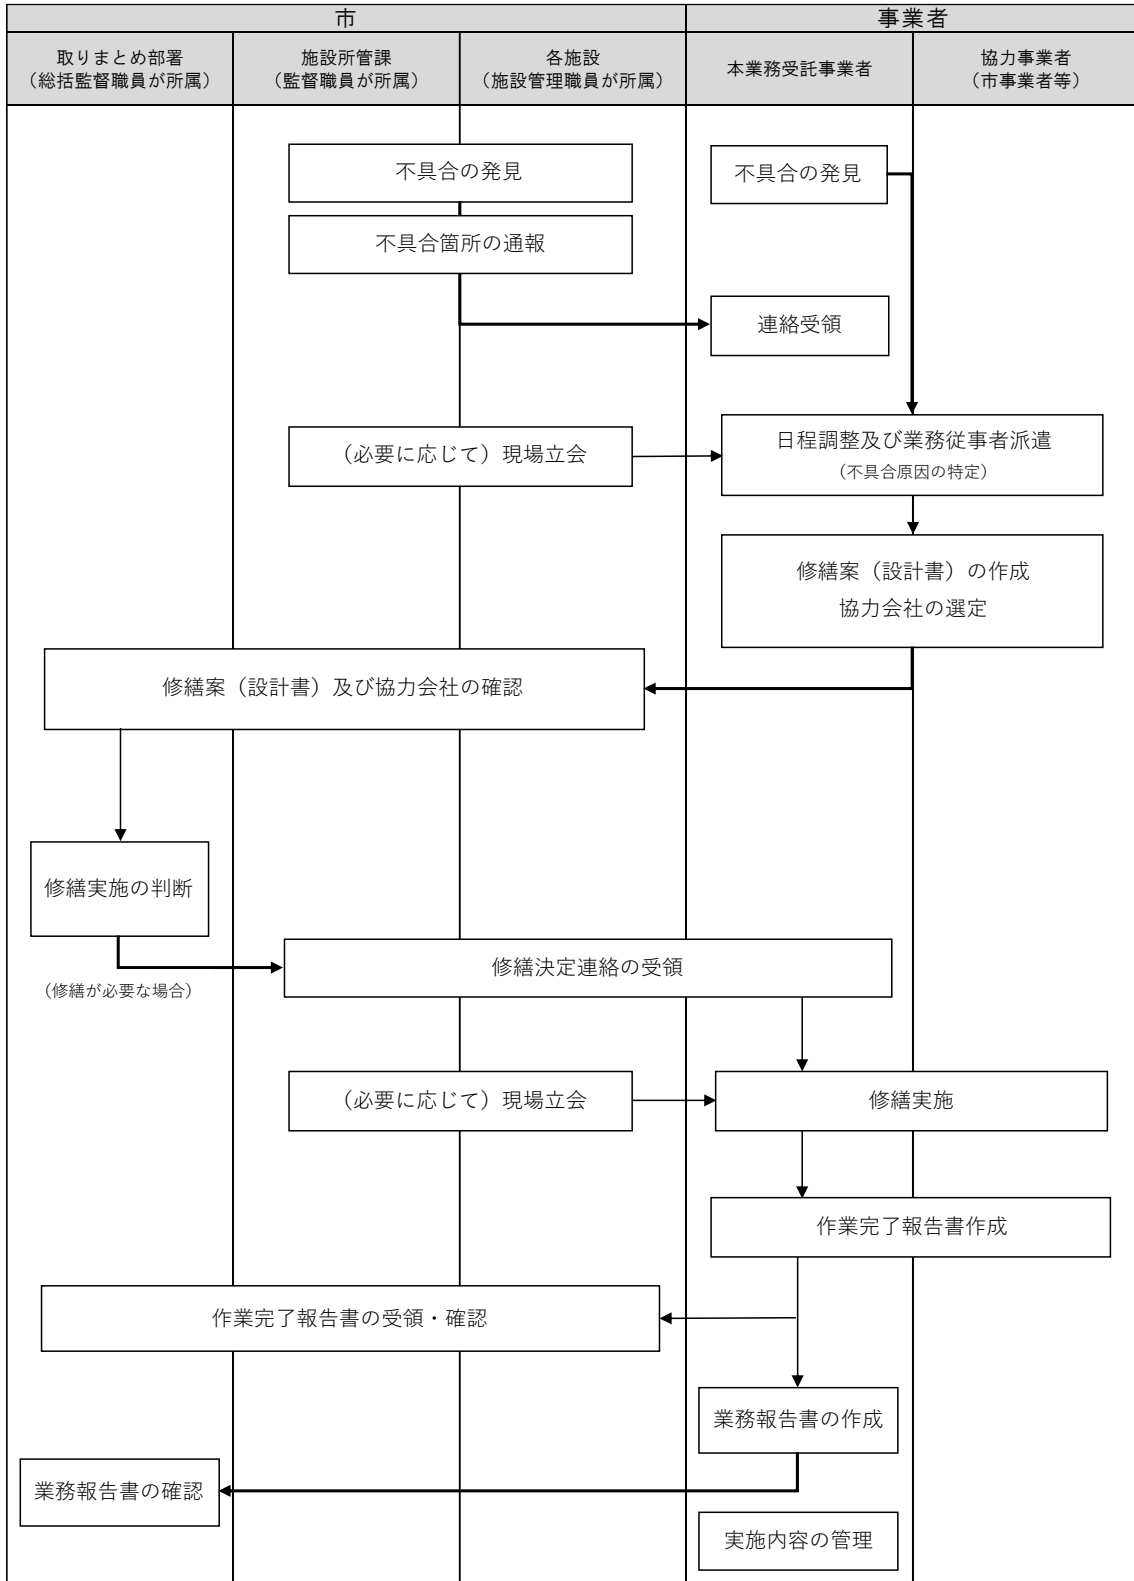 市
事業者
取りまとめ部署
（総括監督職員が所属）
施設所管課
（監督職員が所属）
各施設
（施設管理職員が所属）
本業務受託事業者
協力事業者
（市事業者等）
不具合の発見
不具合の発見
不具合箇所の通報
連絡受領
（必要に応じて）現場立会
日程調整及び業務従事者派遣
（不具合原因の特定）
修繕案（設計書）の作成
協力会社の選定
修繕案（設計書）及び協力会社の確認
修繕実施の判断
（修繕が必要な場合）
修繕決定連絡の受領
（必要に応じて）現場立会
修繕実施
作業完了報告書作成
作業完了報告書の受領・確認
業務報告書の作成
業務報告書の確認
実施内容の管理